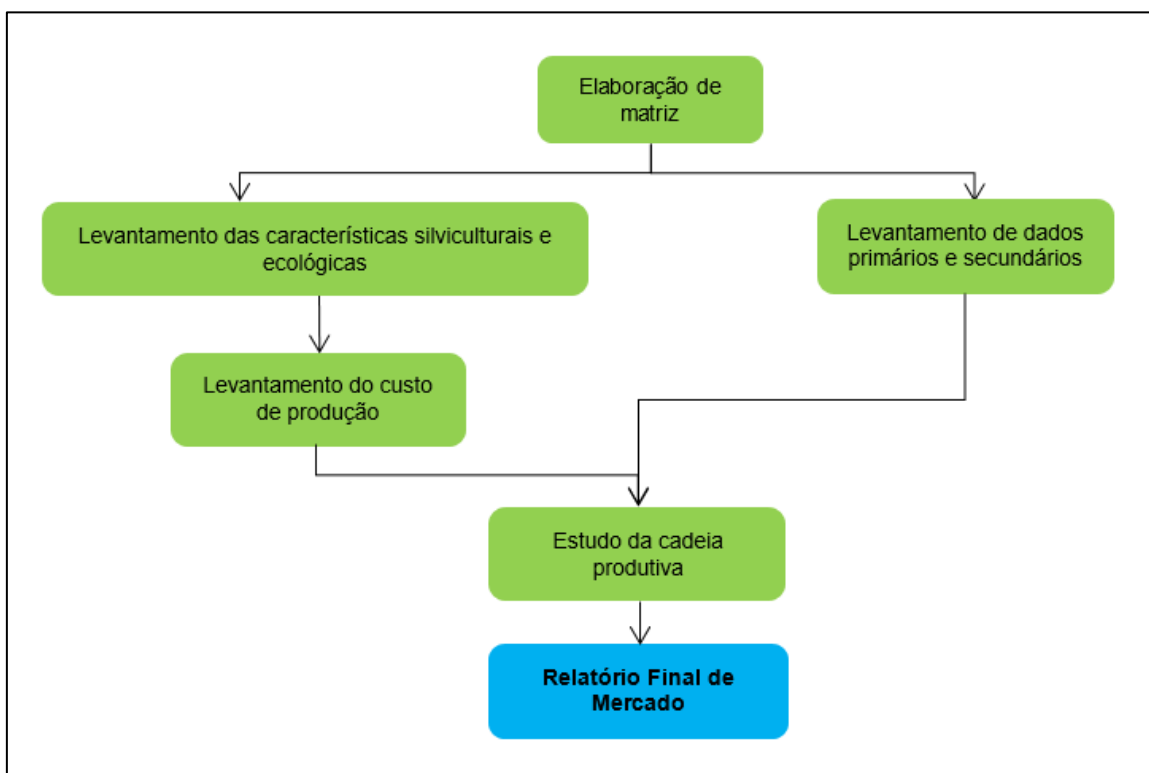 Elaboração de
matriz
Levantamento das características silviculturais e
ecológicas
Levantamento de dados
primários e secundários
Levantamento do custo
de produção
Estudo da cadeia
produtiva
Relatório Final de
Mercado